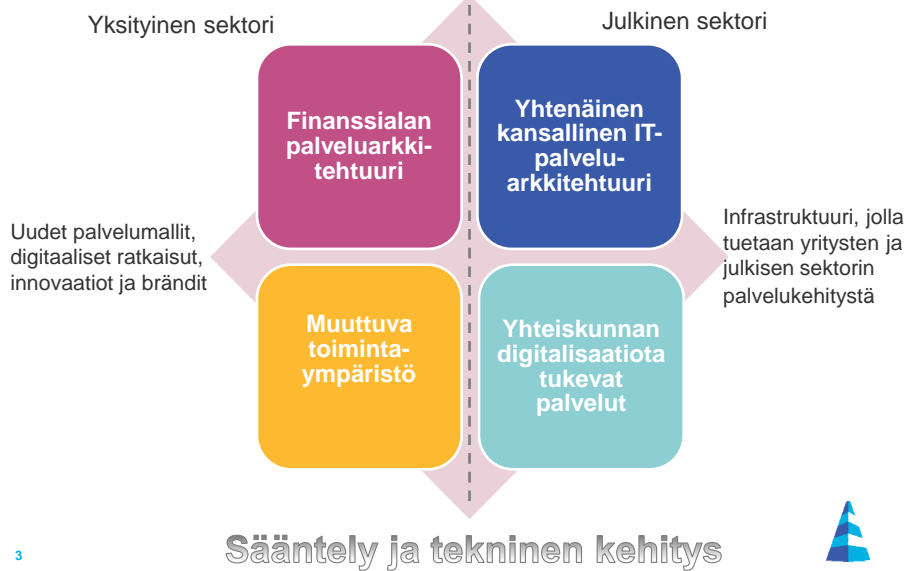 Yksityinen sektori
Julkinen sektori
Finanssialan
palveluarkki-
tehtuuri
Yhtenäinen
kansallinen IT-
palvelu-
arkkitehtuuri
Uudet palvelumallit,
digitaaliset ratkaisut,
innovaatiot ja brändit
Infrastruktuuri, jolla
tuetaan yritysten ja
julkisen sektorin
palvelukehitystä
Muuttuva
toiminta-
ympäristö
Yhteiskunnan
digitalisaatiota
tukevat
palvelut
Sääntely ja tekninen kehitys
3